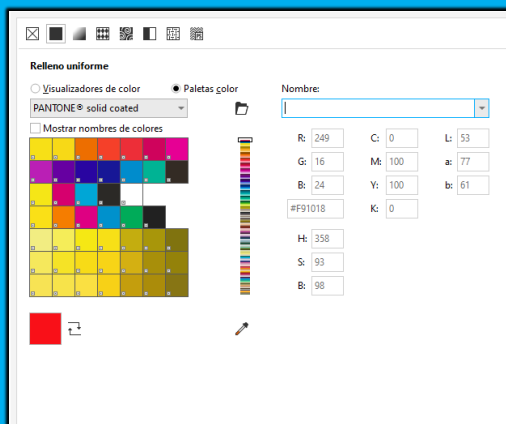 Relleno uniforme
Visualizadores de color
Paletas color
Nombre:
PANTONE® solid coated
Mostrar nombres de colores
R: 249 C: 0 L: 53
G: 16 M: 100 a: 77
B: 24 Y: 100 b: 61
#F91018 K: 0
H: 358
S: 93
B: 98